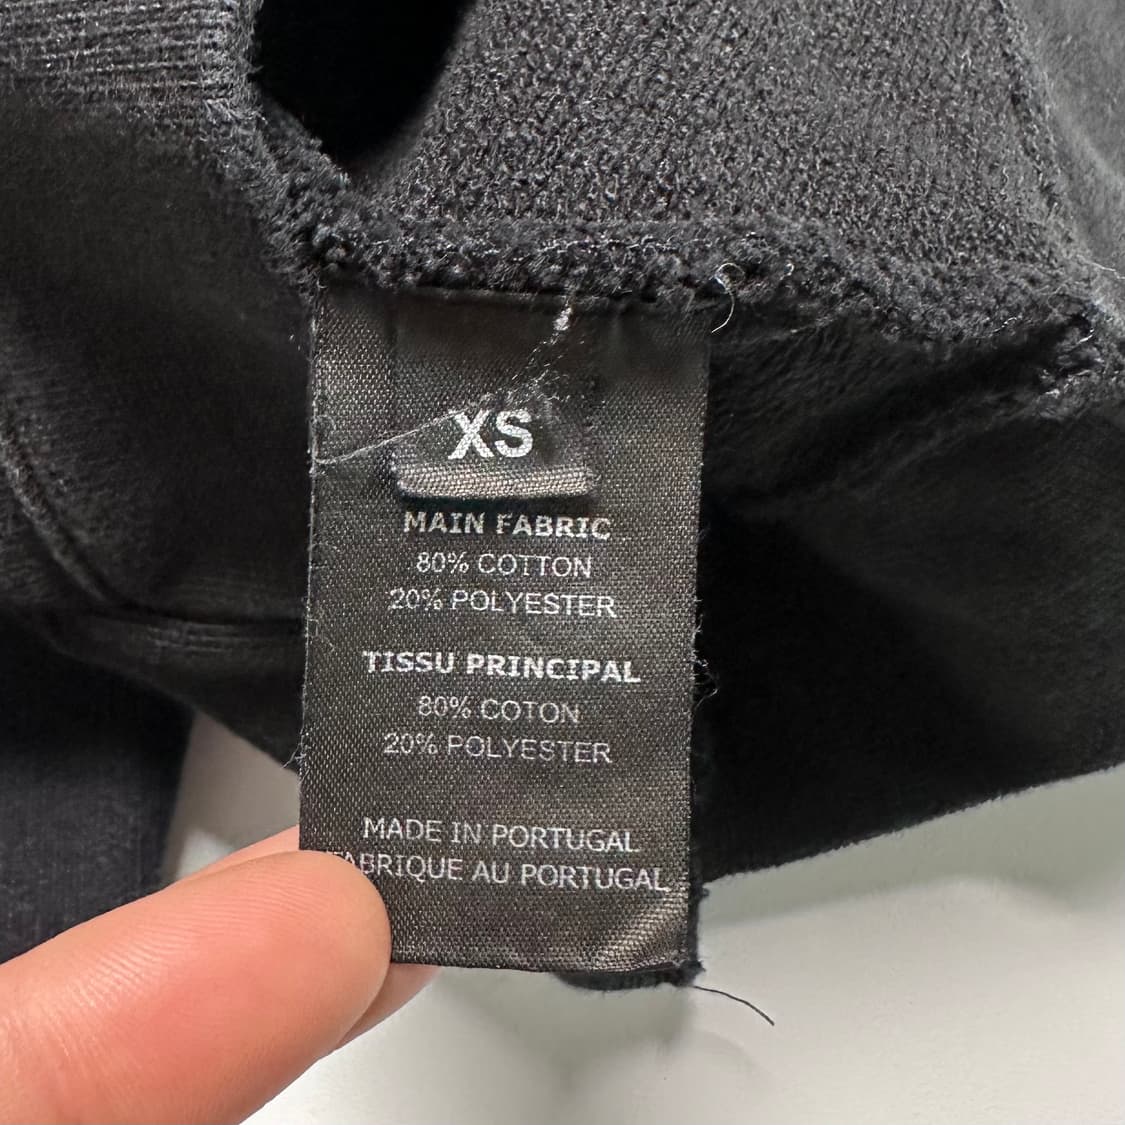 XS
MAIN FABRIC
80% COTTON
20% POLYESTER
TISSU PRINCIPAL
80% COTON
20% POLYESTER
MADE IN PORTUGAL
FABRIQUE AU PORTUGAL